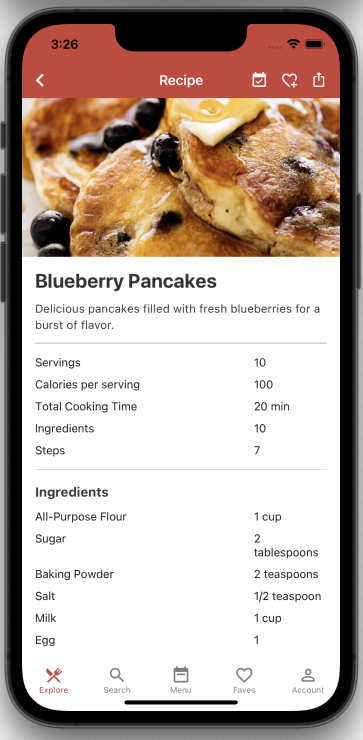 3:26
Recipe
Blueberry Pancakes
Delicious pancakes filled with fresh blueberries for a
burst of flavor.
Servings 10
Calories per serving 100
Total Cooking Time 20 min
Ingredients 10
Steps 7
Ingredients
All-Purpose Flour 1 cup
Sugar 2
tablespoons
Baking Powder 2 teaspoons
Salt 1/2 teaspoon
Milk 1 cup
Egg 1
Explore Search Menu Faves Account